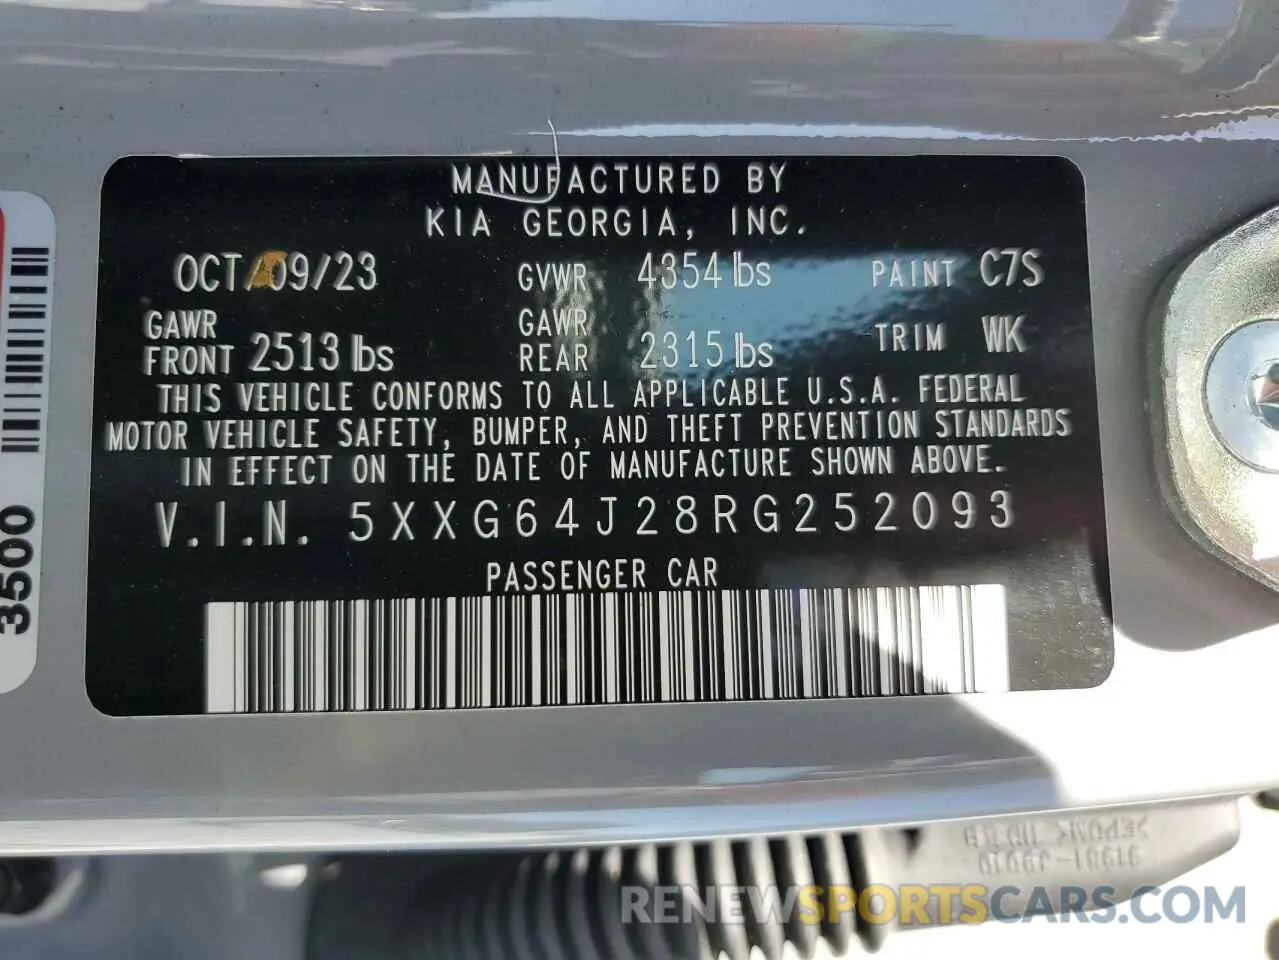 MANUFACTURED BY
KIA GEORGIA, INC.
OCT/09/23 GVWR 4354 lbs PAINT C7S
GAWR FRONT 2513 lbs GAWR REAR 2315 lbs TRIM WK
THIS VEHICLE CONFORMS TO ALL APPLICABLE U.S.A. FEDERAL
MOTOR VEHICLE SAFETY, BUMPER, AND THEFT PREVENTION STANDARDS
IN EFFECT ON THE DATE OF MANUFACTURE SHOWN ABOVE.
V.I.N. 5XXG64J28RG252093
PASSENGER CAR
3500
RENEWSPORTSCARS.COM